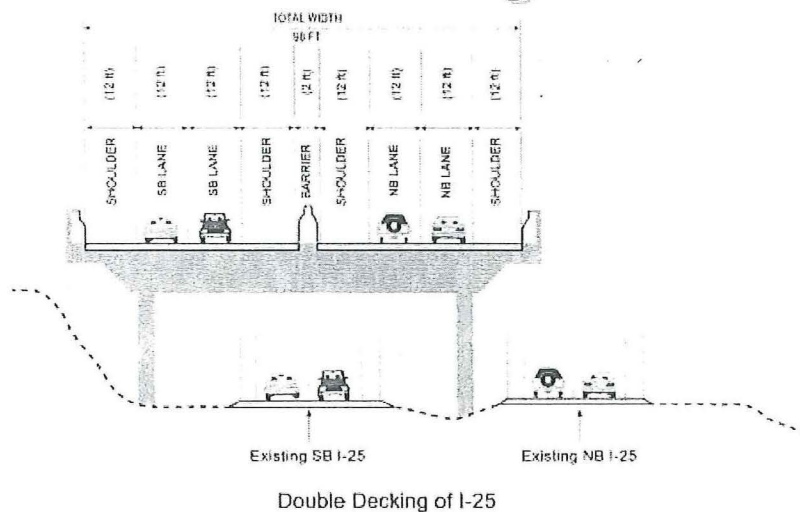 TOTAL WIDTH
98 FT
(12 ft) (12 ft) (12 ft) (12 ft) (2 ft) (12 ft) (12 ft) (12 ft) (12 ft)
SHOULDER SB LANE SB LANE SHOULDER BARRIER SHOULDER NB LANE NB LANE SHOULDER
Existing SB I-25 Existing NB I-25
Double Decking of I-25